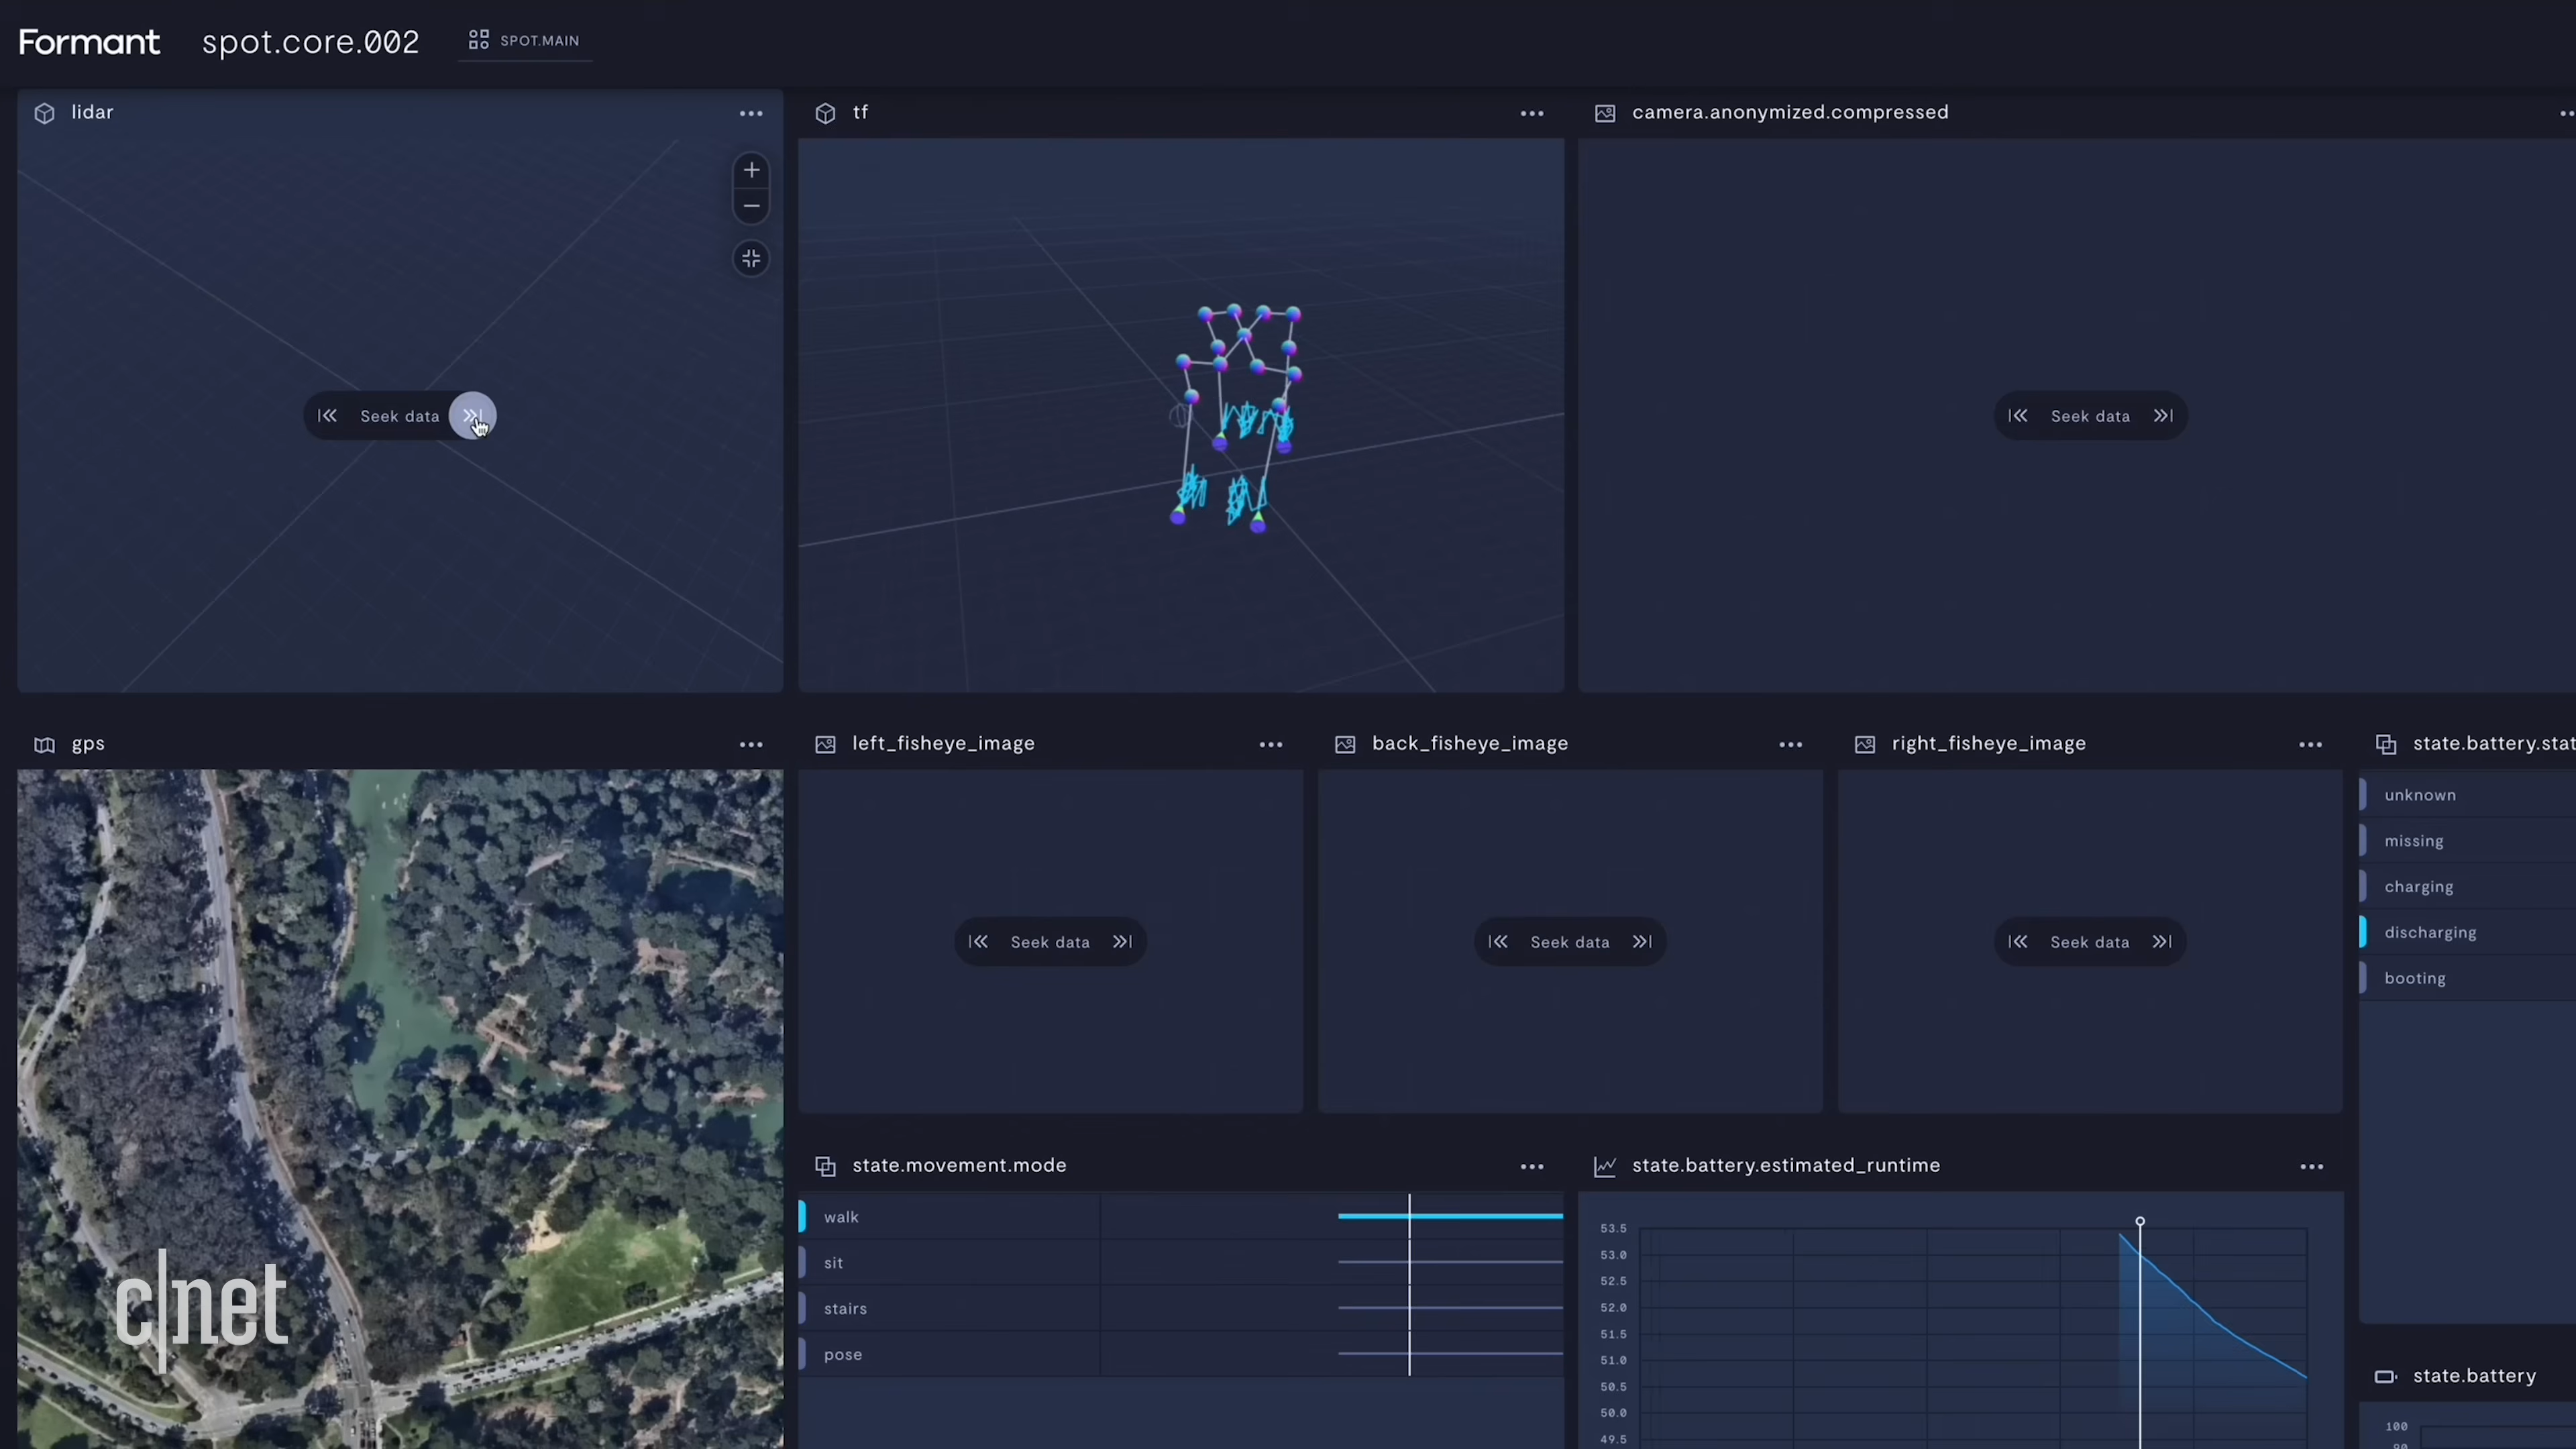 Formant spot.core.002 SPOT.MAIN
lidar
tf
camera.anonymized.compressed
Seek data
Seek data
gps
left_fisheye_image
back_fisheye_image
right_fisheye_image
state.battery.stat
Seek data
Seek data
Seek data
unknown
missing
charging
discharging
booting
state.movement.mode
walk
sit
stairs
pose
state.battery.estimated_runtime
53.5
53.0
52.5
52.0
51.5
51.0
50.5
50.0
49.5
state.battery
100
90
c|net